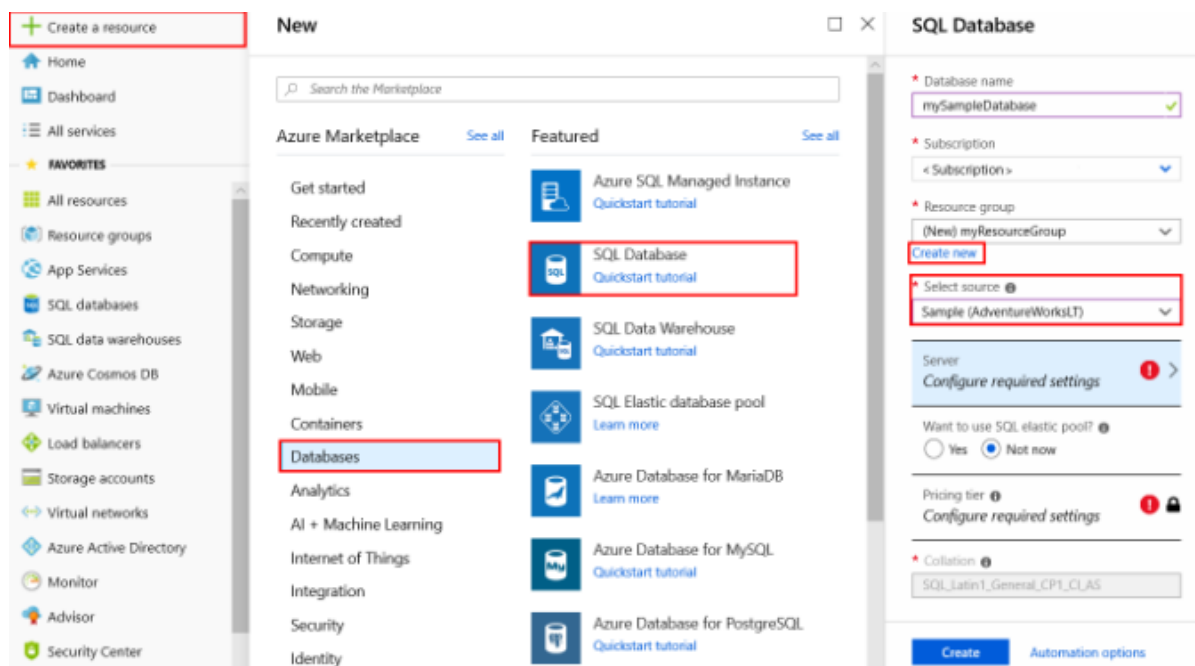 Create a resource
Home
Dashboard
All services
FAVORITES
All resources
Resource groups
App Services
SQL databases
SQL data warehouses
Azure Cosmos DB
Virtual machines
Load balancers
Storage accounts
Virtual networks
Azure Active Directory
Monitor
Advisor
Security Center
New
Search the Marketplace
Azure Marketplace See all
Get started
Recently created
Compute
Networking
Storage
Web
Mobile
Containers
Databases
Analytics
AI + Machine Learning
Internet of Things
Integration
Security
Identity
Featured See all
Azure SQL Managed Instance
Quickstart tutorial
SQL
SQL Database
Quickstart tutorial
SQL Data Warehouse
Quickstart tutorial
SQL Elastic database pool
Learn more
Azure Database for MariaDB
Learn more
My
Azure Database for MySQL
Quickstart tutorial
Azure Database for PostgreSQL
Quickstart tutorial
SQL Database
* Database name
mySampleDatabase
* Subscription
< Subscription >
* Resource group
(New) myResourceGroup
Create new
* Select source
Sample (AdventureWorksLT)
Server
Configure required settings
Want to use SQL elastic pool?
Yes Not now
Pricing tier
Configure required settings
* Collation
SQL_Latin1_General_CP1_CI_AS
Create Automation options